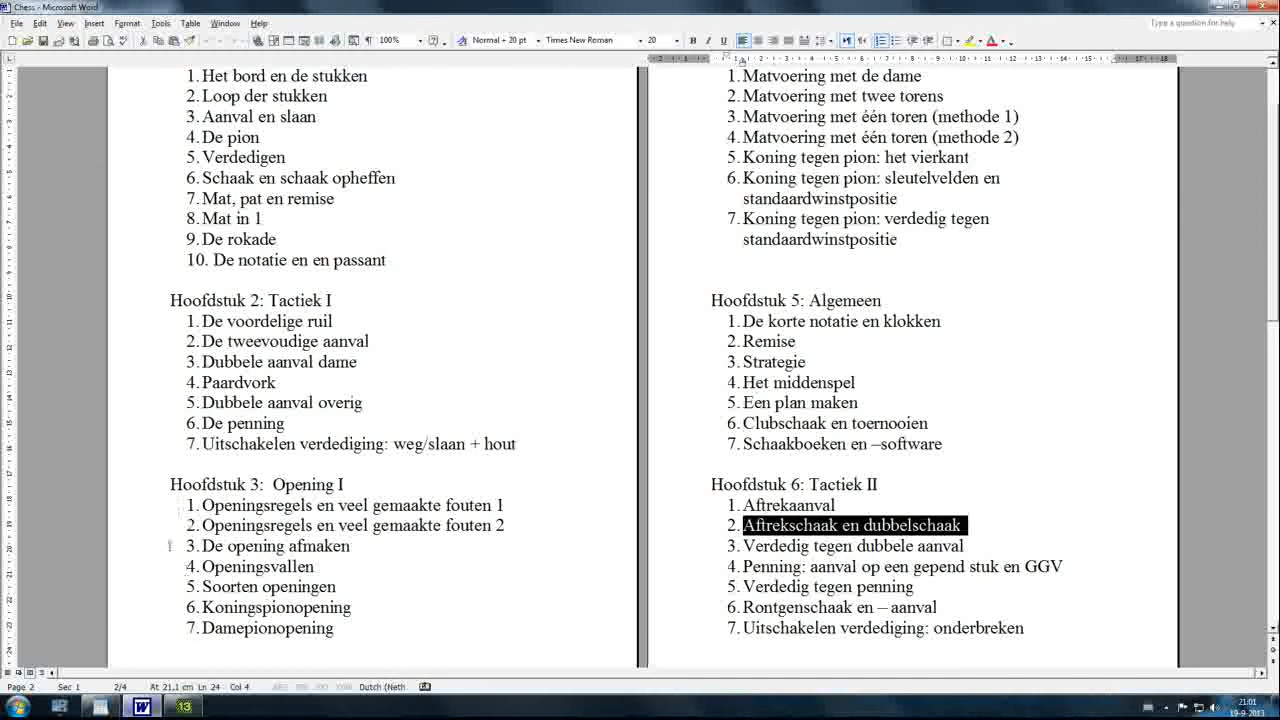 Chess - Microsoft Word
File Edit View Insert Format Tools Table Window Help
Type a question for help
100%
Normal + 20 pt
Times New Roman
20
B I U
1. Het bord en de stukken
2. Loop der stukken
3. Aanval en slaan
4. De pion
5. Verdedigen
6. Schaak en schaak opheffen
7. Mat, pat en remise
8. Mat in 1
9. De rokade
10. De notatie en en passant
Hoofdstuk 2: Tactiek I
1. De voordelige ruil
2. De tweevoudige aanval
3. Dubbele aanval dame
4. Paardvork
5. Dubbele aanval overig
6. De penning
7. Uitschakelen verdediging: weg/slaan + hout
Hoofdstuk 3: Opening I
1. Openingsregels en veel gemaakte fouten 1
2. Openingsregels en veel gemaakte fouten 2
3. De opening afmaken
4. Openingsvallen
5. Soorten openingen
6. Koningspionopening
7. Damepionopening
1. Matvoering met de dame
2. Matvoering met twee torens
3. Matvoering met één toren (methode 1)
4. Matvoering met één toren (methode 2)
5. Koning tegen pion: het vierkant
6. Koning tegen pion: sleutelvelden en
standaardwinstpositie
7. Koning tegen pion: verdedig tegen
standaardwinstpositie
Hoofdstuk 5: Algemeen
1. De korte notatie en klokken
2. Remise
3. Strategie
4. Het middenspel
5. Een plan maken
6. Clubschaak en toernooien
7. Schaakboeken en –software
Hoofdstuk 6: Tactiek II
1. Aftrekaanval
2. Aftrekschaak en dubbelschaak
3. Verdedig tegen dubbele aanval
4. Penning: aanval op een gepend stuk en GGV
5. Verdedig tegen penning
6. Rontgenschaak en – aanval
7. Uitschakelen verdediging: onderbreken
Page 2 Sec 1 2/4 At 21,1 cm Ln 24 Col 4 Dutch (Neth
13
21:01
19-9-2013